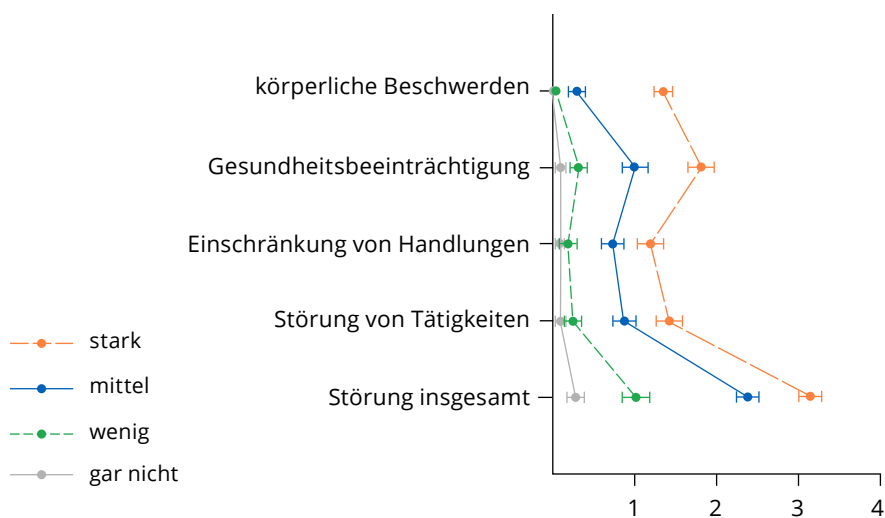 körperliche Beschwerden
Gesundheitsbeeinträchtigung
Einschränkung von Handlungen
Störung von Tätigkeiten
Störung insgesamt
stark
mittel
wenig
gar nicht
1 2 3 4